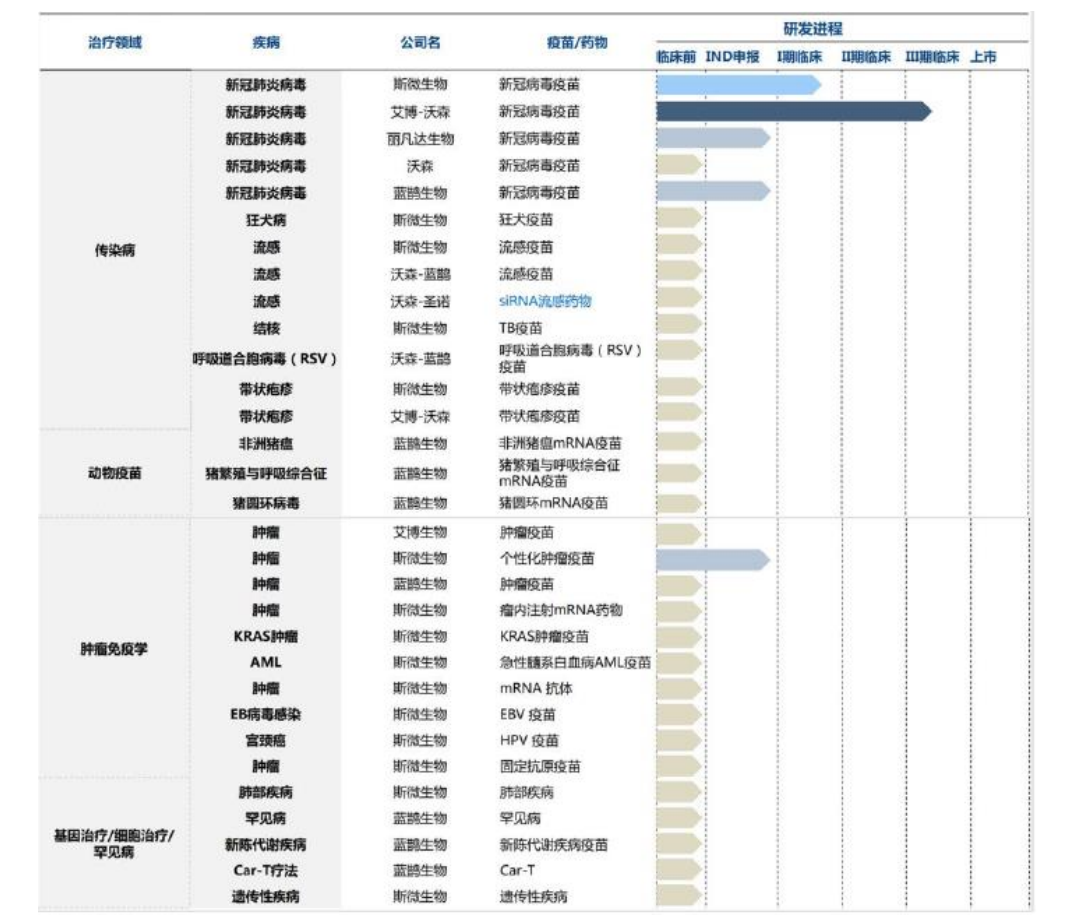 治疗领域 疾病 公司名 疫苗/药物 研发进程
临床前 IND申报 I期临床 II期临床 III期临床 上市
新冠肺炎病毒 斯微生物 新冠病毒疫苗
新冠肺炎病毒 艾博-沃森 新冠病毒疫苗
新冠肺炎病毒 丽凡达生物 新冠病毒疫苗
新冠肺炎病毒 沃森 新冠病毒疫苗
新冠肺炎病毒 蓝鹊生物 新冠病毒疫苗
狂犬病 斯微生物 狂犬疫苗
传染病 流感 斯微生物 流感疫苗
流感 沃森-蓝鹊 流感疫苗
流感 沃森-圣诺 siRNA流感药物
结核 斯微生物 TB疫苗
呼吸道合胞病毒（RSV） 沃森-蓝鹊 呼吸道合胞病毒（RSV）
疫苗
带状疱疹 斯微生物 带状疱疹疫苗
带状疱疹 艾博-沃森 带状疱疹疫苗
非洲猪瘟 蓝鹊生物 非洲猪瘟mRNA疫苗
动物疫苗 猪繁殖与呼吸综合征 蓝鹊生物 猪繁殖与呼吸综合征
mRNA疫苗
猪圆环病毒 蓝鹊生物 猪圆环mRNA疫苗
肿瘤 艾博生物 肿瘤疫苗
肿瘤 斯微生物 个性化肿瘤疫苗
肿瘤 蓝鹊生物 肿瘤疫苗
肿瘤 斯微生物 瘤内注射mRNA药物
KRAS肿瘤 斯微生物 KRAS肿瘤疫苗
肿瘤免疫学 AML 斯微生物 急性髓系白血病AML疫苗
肿瘤 斯微生物 mRNA 抗体
EB病毒感染 斯微生物 EBV 疫苗
宫颈癌 斯微生物 HPV 疫苗
肿瘤 斯微生物 固定抗原疫苗
肺部疾病 斯微生物 肺部疾病
罕见病 蓝鹊生物 罕见病
基因治疗/细胞治疗/ 新陈代谢疾病 蓝鹊生物 新陈代谢疾病疫苗
罕见病
Car-T疗法 蓝鹊生物 Car-T
遗传性疾病 斯微生物 遗传性疾病